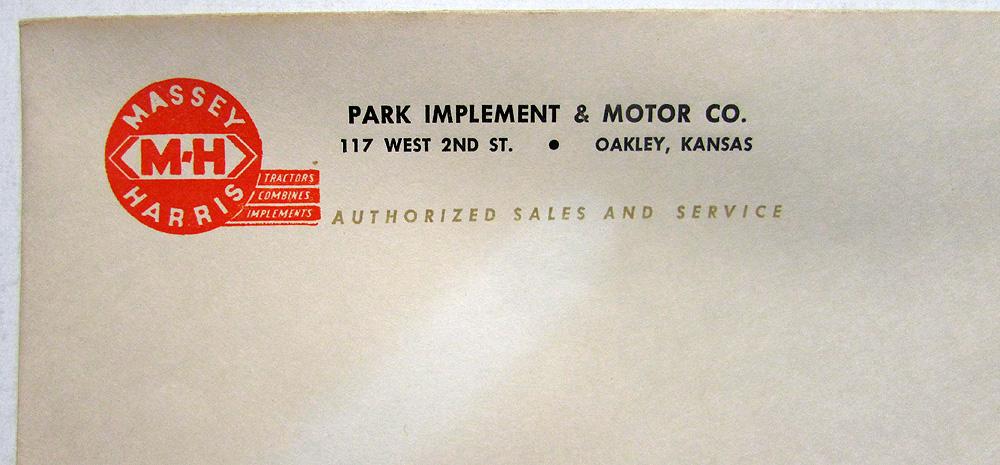 MASSEY
M-H
HARRIS
TRACTORS
COMBINES
IMPLEMENTS
PARK IMPLEMENT & MOTOR CO.
117 WEST 2ND ST. • OAKLEY, KANSAS
AUTHORIZED SALES AND SERVICE